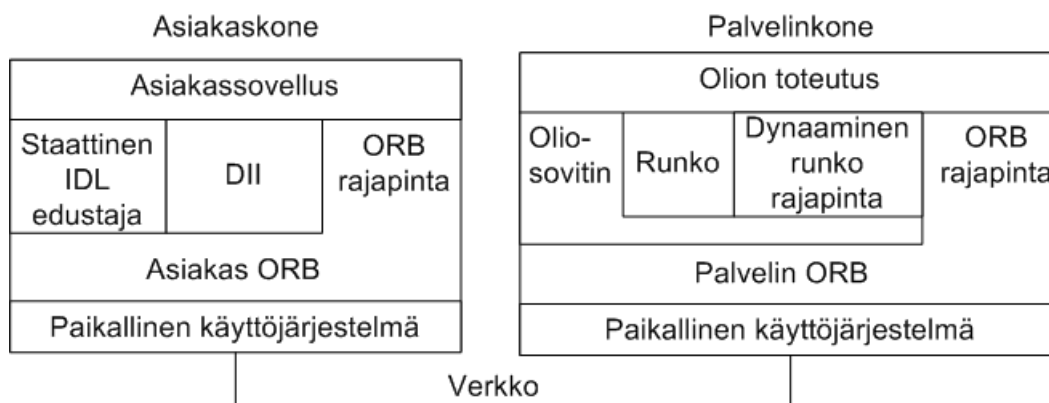 Asiakaskone
Asiakassovellus
Staattinen
IDL
edustaja
DII
ORB
rajapinta
Asiakas ORB
Paikallinen käyttöjärjestelmä
Palvelinkone
Olion toteutus
Olio-
sovitin
Runko
Dynaaminen
runko
rajapinta
ORB
rajapinta
Palvelin ORB
Paikallinen käyttöjärjestelmä
Verkko